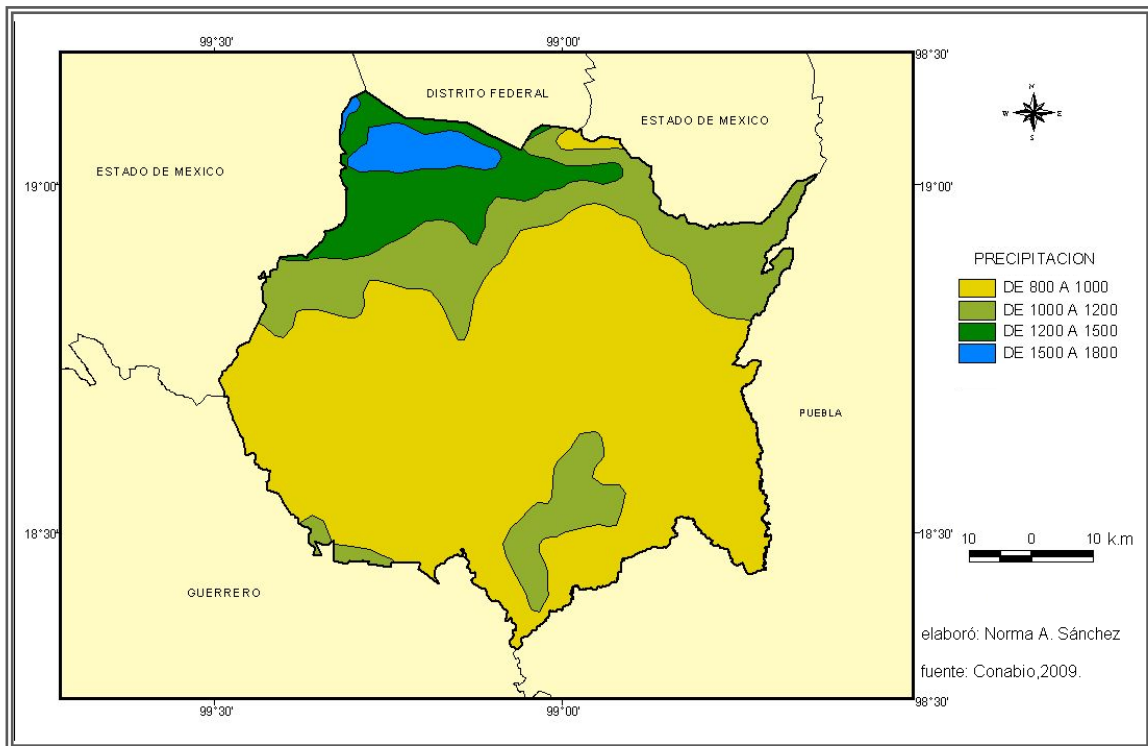 99°30'
99°00'
98°30'
DISTRITO FEDERAL
ESTADO DE MEXICO
ESTADO DE MEXICO
19°00'
19°00'
N
W
E
S
PRECIPITACION
DE 800 A 1000
DE 1000 A 1200
DE 1200 A 1500
DE 1500 A 1800
PUEBLA
18°30'
18°30'
10 0 10 k.m
GUERRERO
elaboró: Norma A. Sánchez
fuente: Conabio,2009.
99°30'
99°00'
98°30'